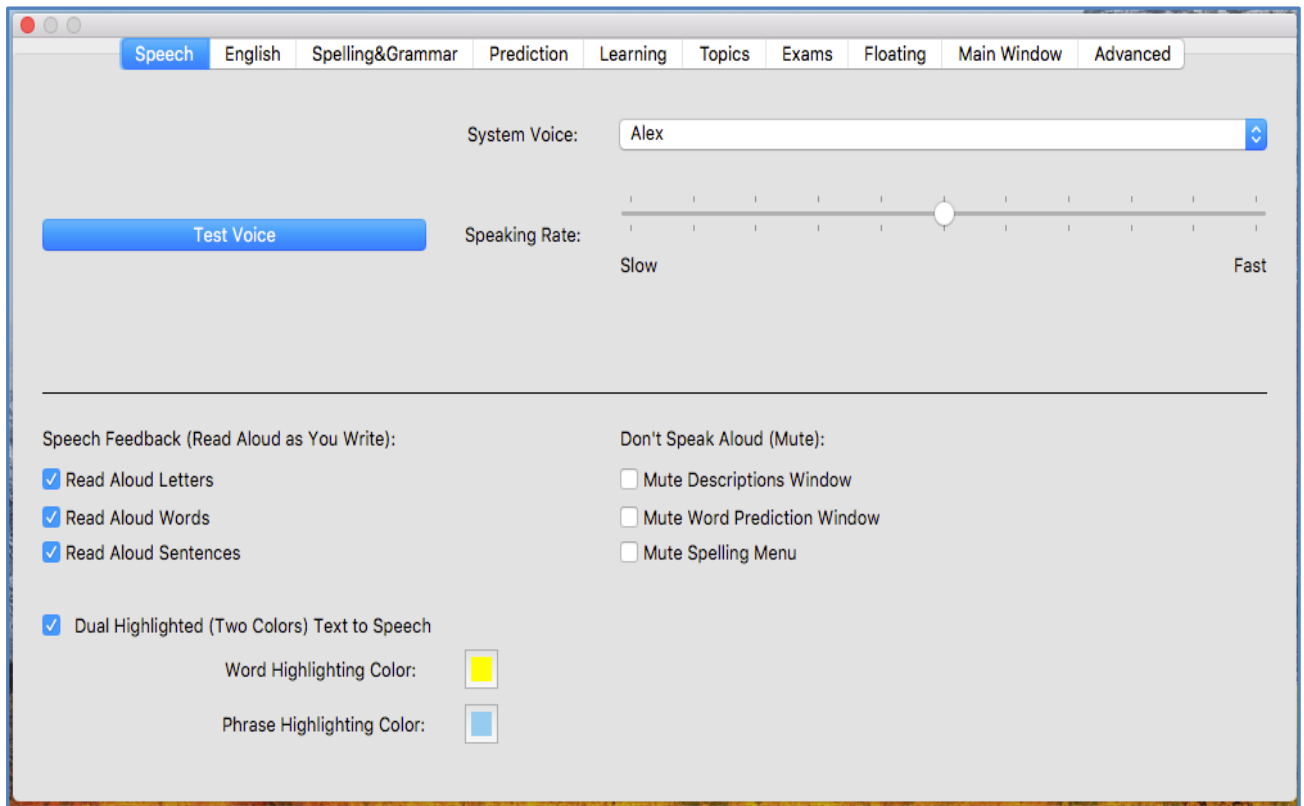 Speech English Spelling&Grammar Prediction Learning Topics Exams Floating Main Window Advanced
System Voice: Alex
Test Voice Speaking Rate:
Slow Fast
Speech Feedback (Read Aloud as You Write): Don't Speak Aloud (Mute):
Read Aloud Letters Mute Descriptions Window
Read Aloud Words Mute Word Prediction Window
Read Aloud Sentences Mute Spelling Menu
Dual Highlighted (Two Colors) Text to Speech
Word Highlighting Color:
Phrase Highlighting Color: